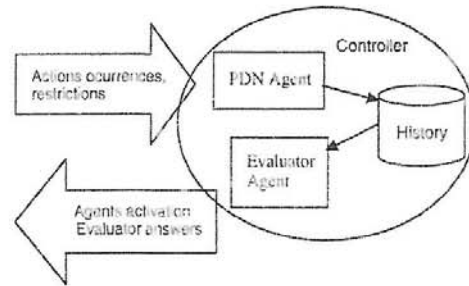 Controller
Actions ocurrences,
restrictions
PDN Agent
History
Evaluator
Agent
Agents activation
Evaluator answers